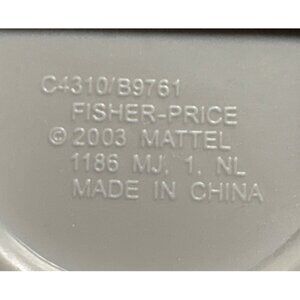 C4310/B9761
FISHER-PRICE
© 2003 MATTEL
1186 MJ, 1, NL
MADE IN CHINA